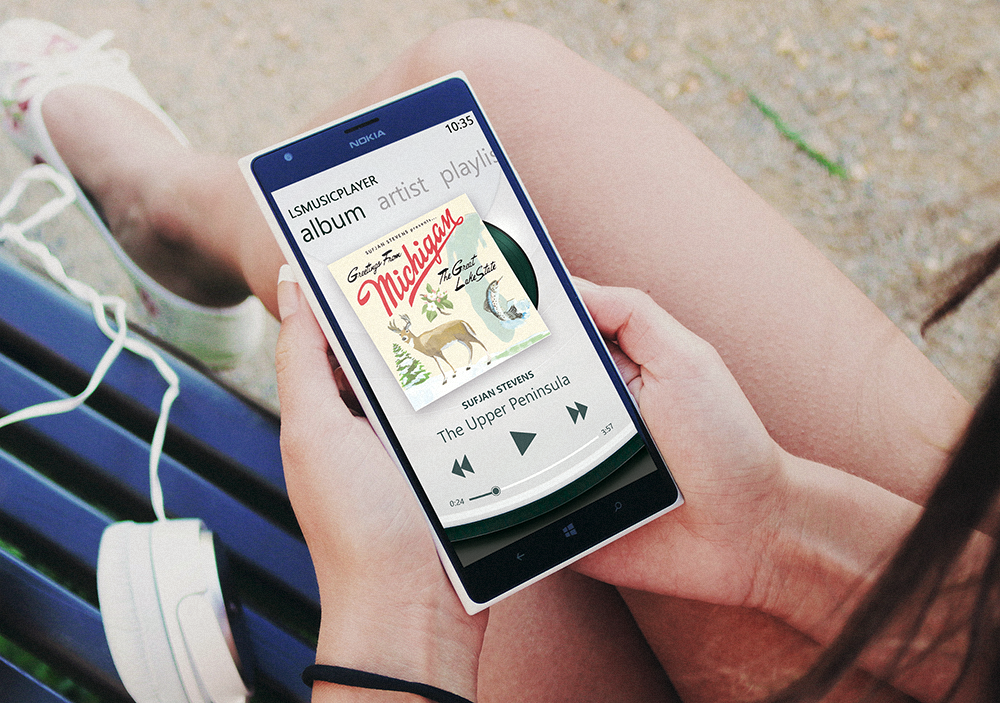 NOKIA
10:35
LSMUSICPLAYER
album artist playlis
SUFJAN STEVENS presents...
Greetings From
Michigan
The Great
Lake State
SUFJAN STEVENS
The Upper Peninsula
3:57
0:24